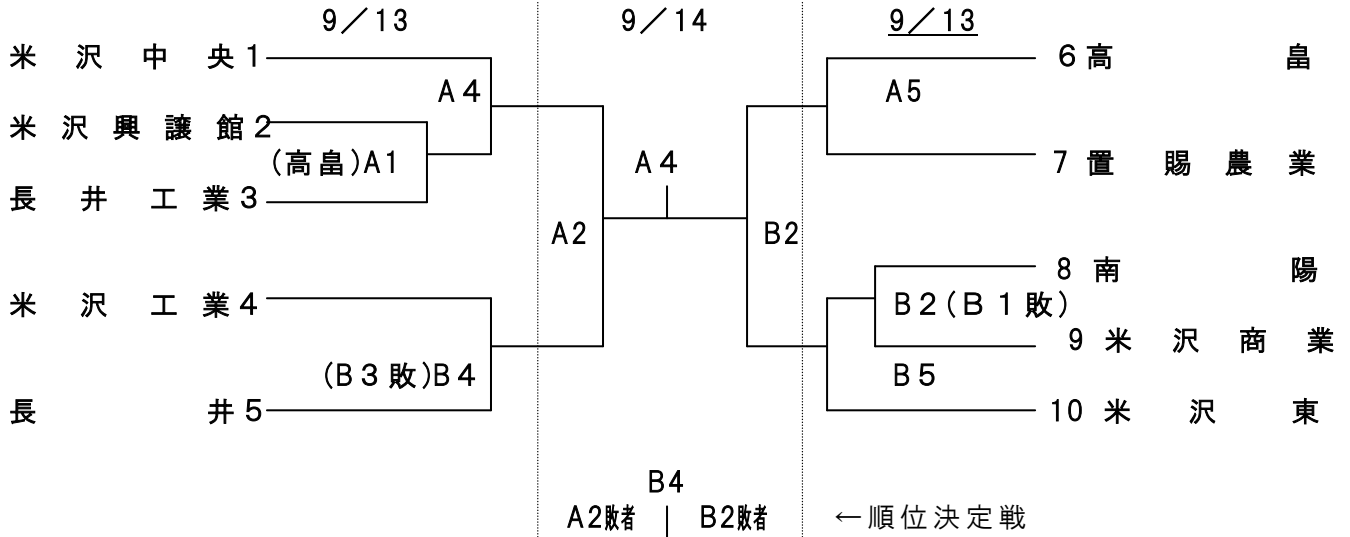 9／13 9／14 9／13
米沢中央1 6高畠
A4 A5
米沢興譲館2
(高畠)A1 A4 7置賜農業
長井工業3
A2 B2
8南陽
米沢工業4 B2(B1敗)
9米沢商業
(B3敗)B4 B5
長井5 10米沢東
B4
A2敗者 B2敗者 ←順位決定戦